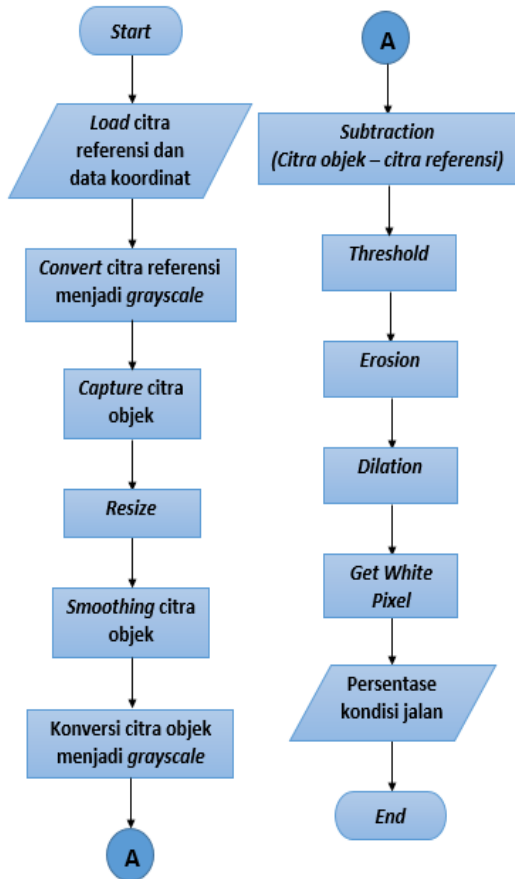 Start
Load citra
referensi dan
data koordinat
Convert citra referensi
menjadi grayscale
Capture citra
objek
Resize
Smoothing citra
objek
Konversi citra objek
menjadi grayscale
A
A
Subtraction
(Citra objek – citra referensi)
Threshold
Erosion
Dilation
Get White
Pixel
Persentase
kondisi jalan
End